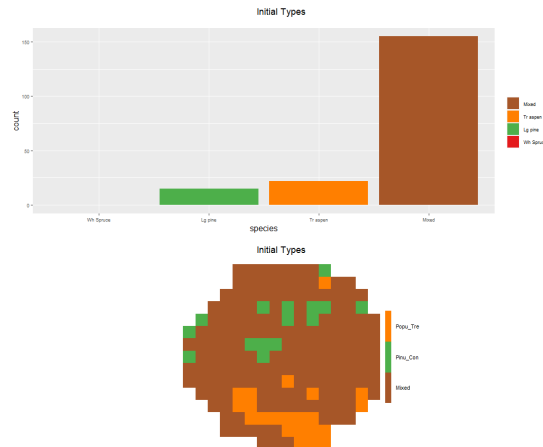 Initial Types
150
100
50
0
count
Wh Spruce
Lg pine
Tr aspen
Mixed
species
Mixed
Tr aspen
Lg pine
Wh Spruc
Initial Types
Popu_Tre
Pinu_Con
Mixed